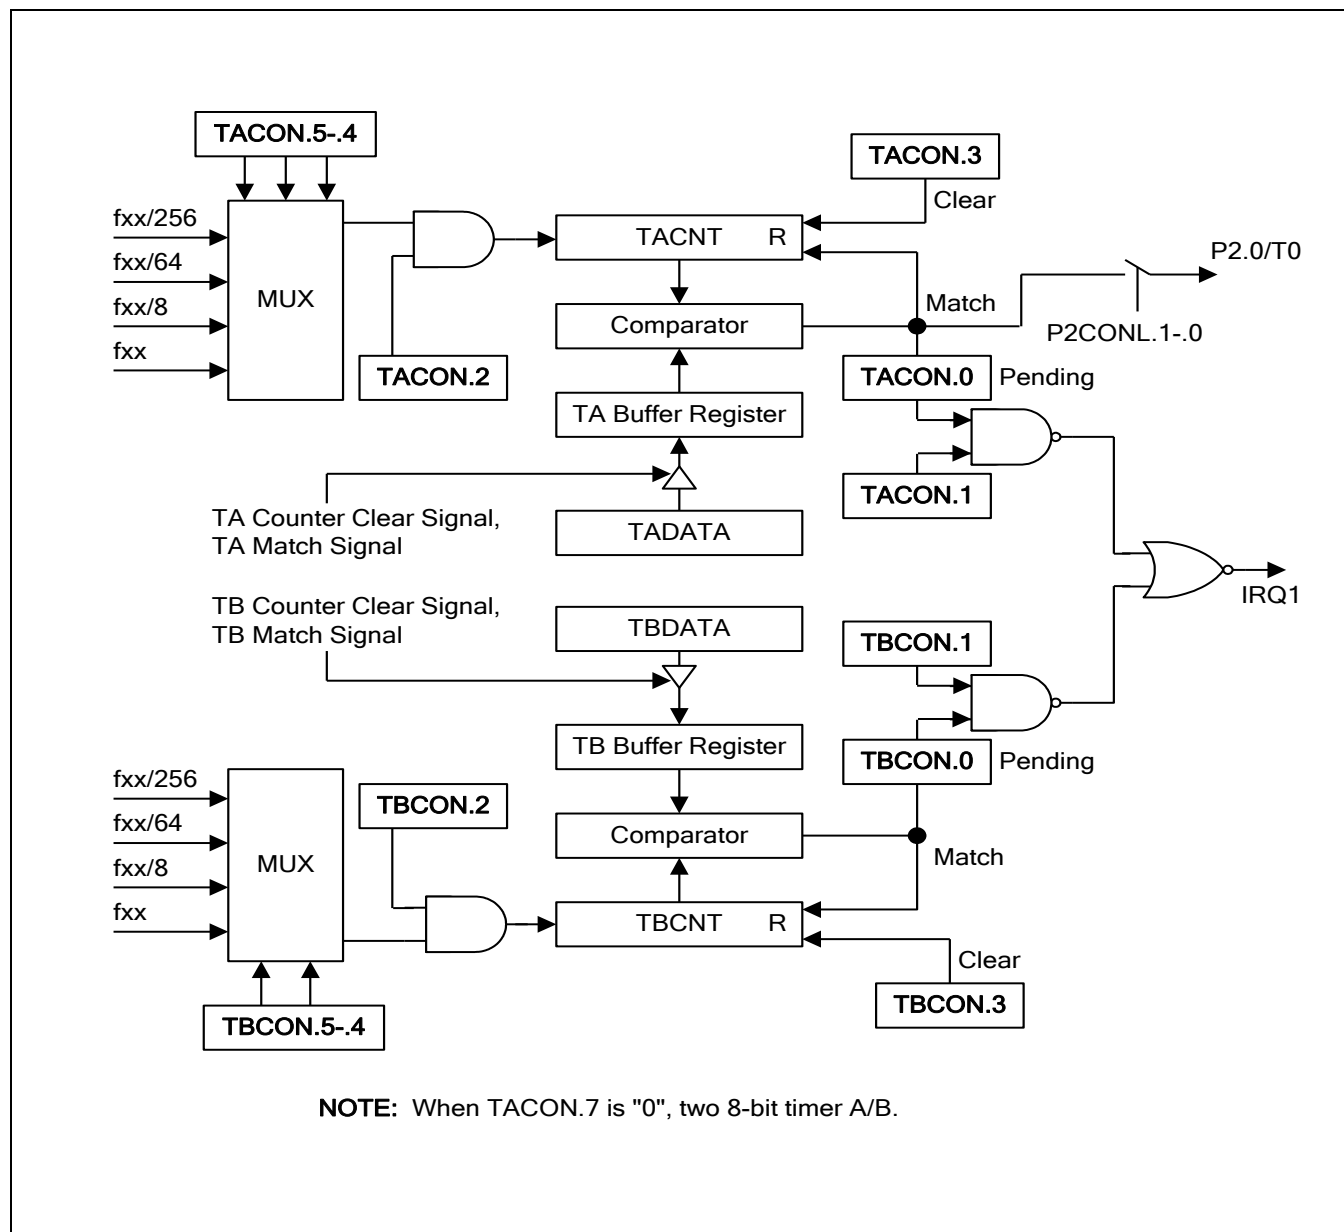 TACON.5-.4
TACON.3
Clear
fxx/256
fxx/64
fxx/8
fxx
MUX
TACNT R
P2.0/T0
Comparator
Match
P2CONL.1-.0
TACON.2
TACON.0 Pending
TA Buffer Register
TACON.1
TA Counter Clear Signal,
TA Match Signal
TADATA
IRQ1
TB Counter Clear Signal,
TB Match Signal
TBDATA
TBCON.1
TB Buffer Register
TBCON.0 Pending
fxx/256
fxx/64
fxx/8
fxx
MUX
TBCON.2
Comparator
Match
TBCNT R
Clear
TBCON.3
TBCON.5-.4
NOTE: When TACON.7 is "0", two 8-bit timer A/B.